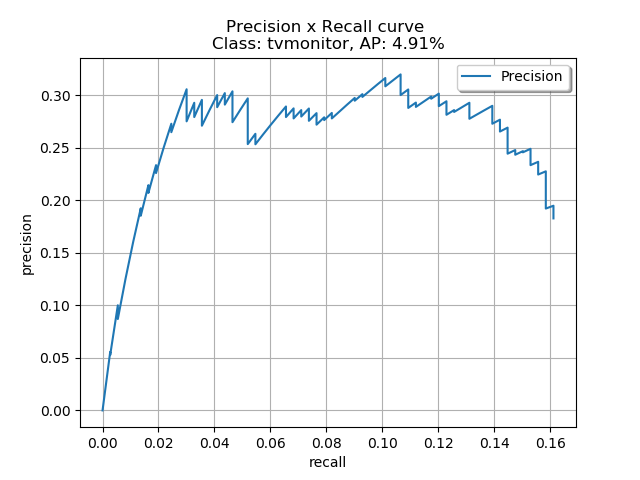 Precision x Recall curve
Class: tvmonitor, AP: 4.91%
Precision
0.30
0.25
0.20
0.15
0.10
0.05
0.00
precision
0.00 0.02 0.04 0.06 0.08 0.10 0.12 0.14 0.16
recall